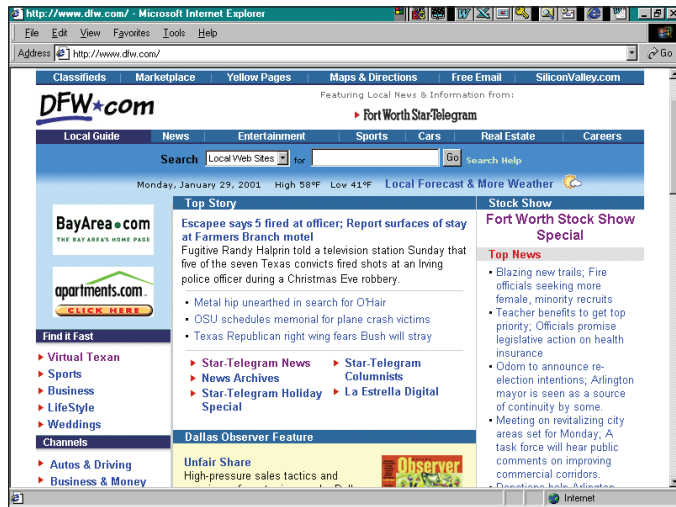 http://www.dfw.com/ - Microsoft Internet Explorer
File Edit View Favorites Tools Help
Address http://www.dfw.com/ Go
Classifieds | Marketplace | Yellow Pages | Maps & Directions | Free Email | SiliconValley.com
DFW★com
Featuring Local News & Information from:
Fort Worth Star-Telegram
Local Guide News | Entertainment | Sports | Cars | Real Estate | Careers
Search Local Web Sites for Go Search Help
Monday, January 29, 2001 High 58°F Low 41°F Local Forecast & More Weather
BayArea.com
THE BAY AREA'S HOME PAGE
apartments.com
CLICK HERE
Find it Fast
Virtual Texan
Sports
Business
LifeStyle
Weddings
Channels
Autos & Driving
Business & Money
Top Story
Escapee says 5 fired at officer; Report surfaces of stay
at Farmers Branch motel
Fugitive Randy Halprin told a television station Sunday that
five of the seven Texas convicts fired shots at an Irving
police officer during a Christmas Eve robbery.
• Metal hip unearthed in search for O'Hair
• OSU schedules memorial for plane crash victims
• Texas Republican right wing fears Bush will stray
Star-Telegram News
News Archives
Star-Telegram Holiday
Special
Star-Telegram
Columnists
La Estrella Digital
Dallas Observer Feature
Unfair Share
High-pressure sales tactics and
Observer
Stock Show
Fort Worth Stock Show
Special
Top News
• Blazing new trails; Fire
officials seeking more
female, minority recruits
• Teacher benefits to get top
priority; Officials promise
legislative action on health
insurance
• Odom to announce re-
election intentions; Arlington
mayor is seen as a source
of continuity by some.
• Meeting on revitalizing city
areas set for Monday; A
task force will hear public
comments on improving
commercial corridors.
• Donations help Arlington
Internet